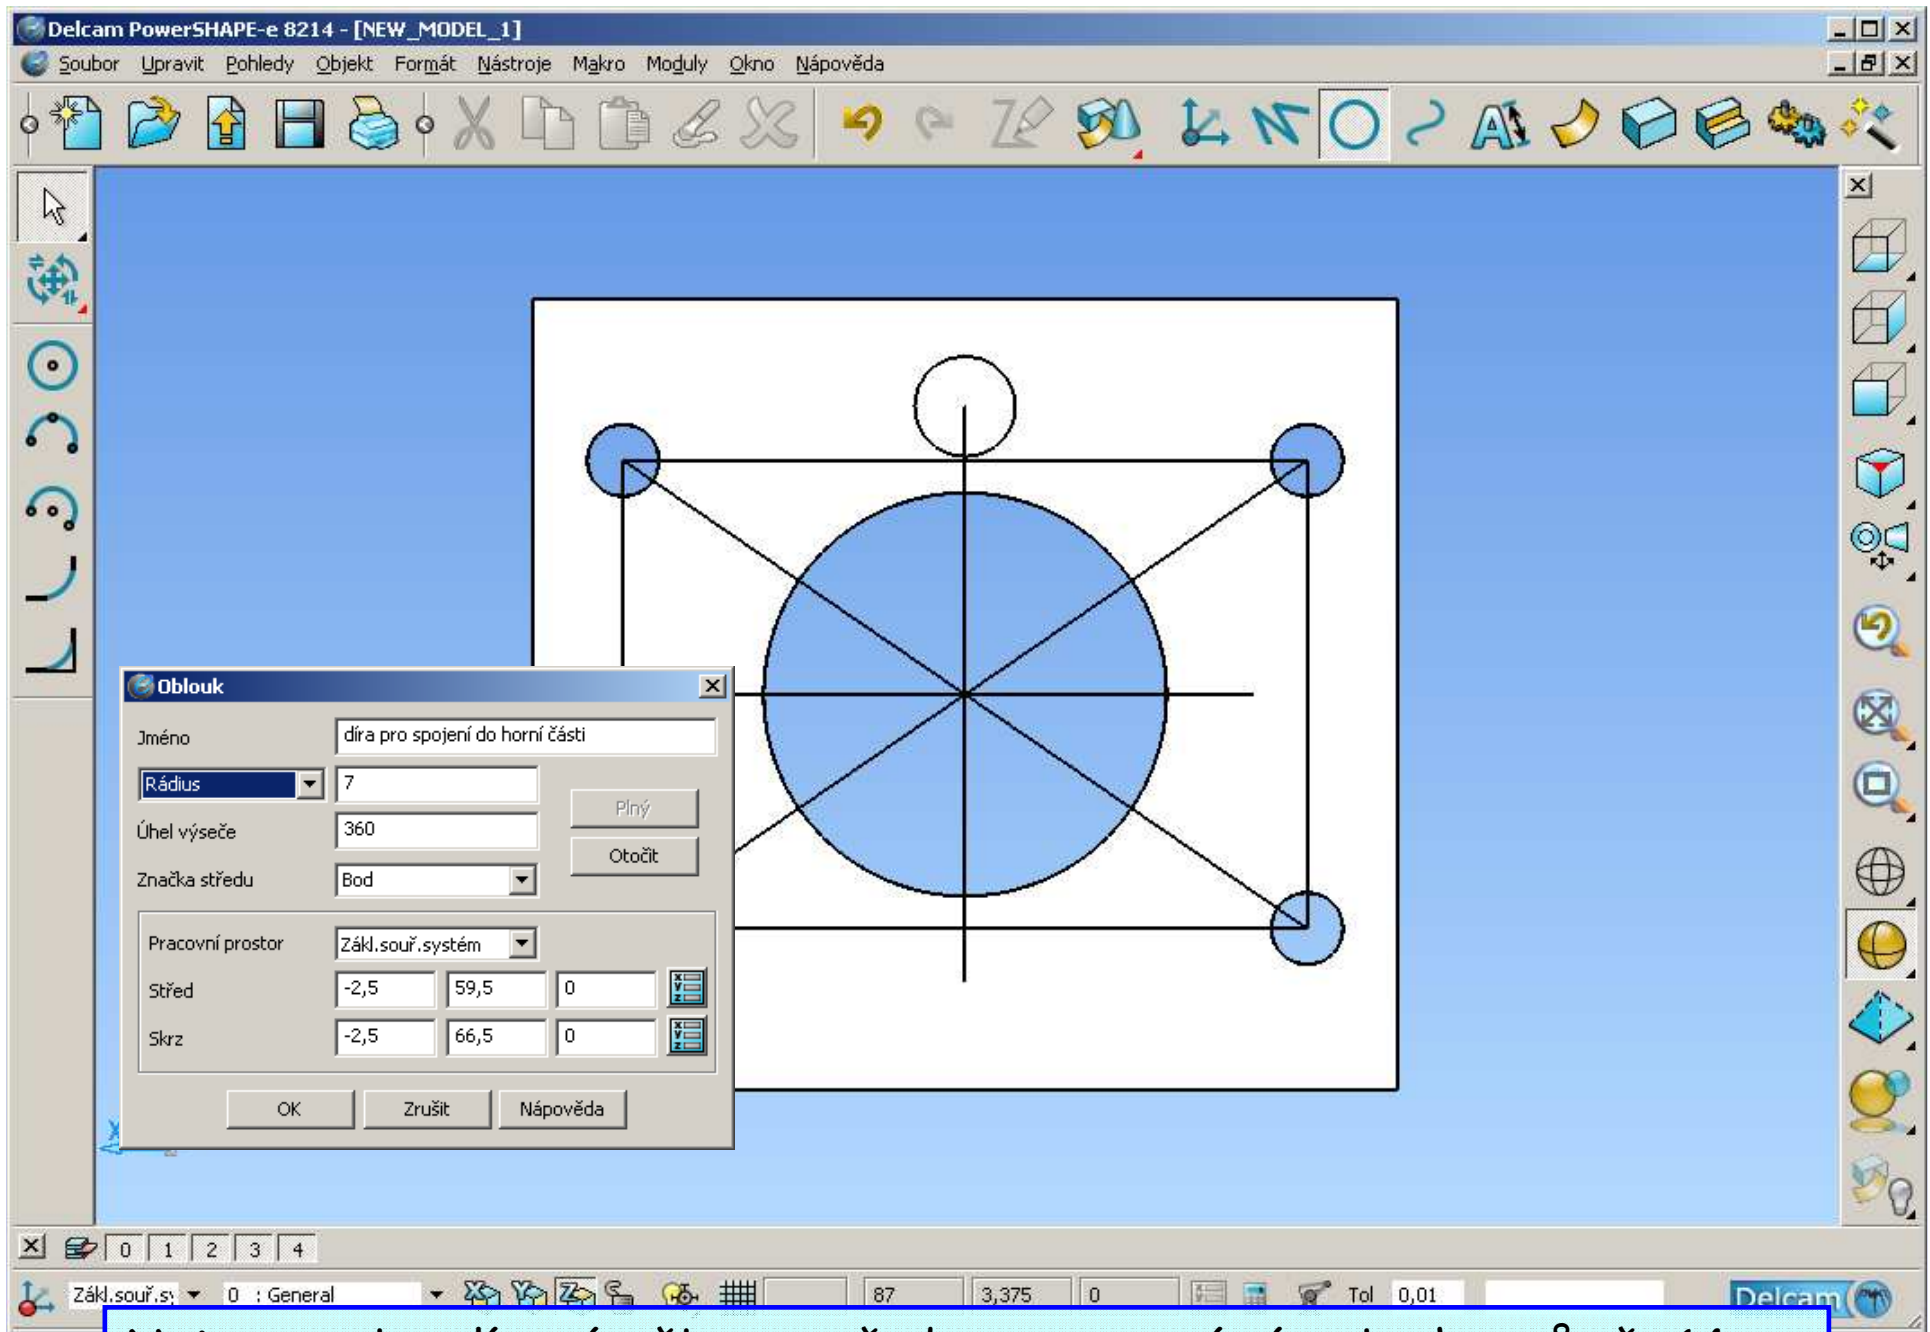 Delcam PowerSHAPE-e 8214 - [NEW_MODEL_1]
Soubor Upravit Pohledy Objekt Formát Nástroje Makro Moduly Okno Nápověda
Oblouk
Jméno díra pro spojení do horní části
Rádius 7
Plný
Úhel výseče 360
Otočit
Značka středu Bod
Pracovní prostor Zákl.souř.systém
Střed -2,5 59,5 0
Skrz -2,5 66,5 0
OK Zrušit Nápověda
X
0 1 2 3 4
Zákl.souř.s 0 : General 87 3,375 0 Tol 0,01 Delcam